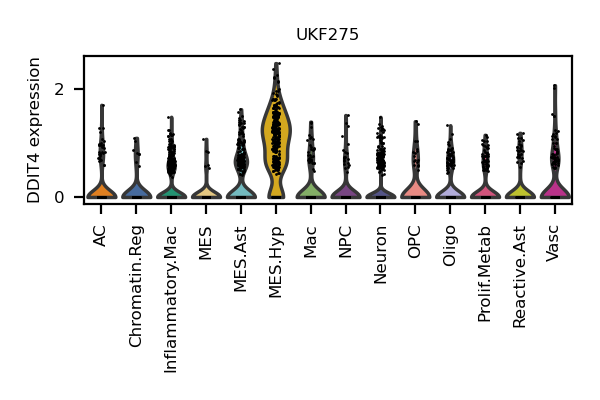 UKF275
DDIT4 expression
2
0
AC
Chromatin.Reg
Inflammatory.Mac
MES
MES.Ast
MES.Hyp
Mac
NPC
Neuron
OPC
Oligo
Prolif.Metab
Reactive.Ast
Vasc